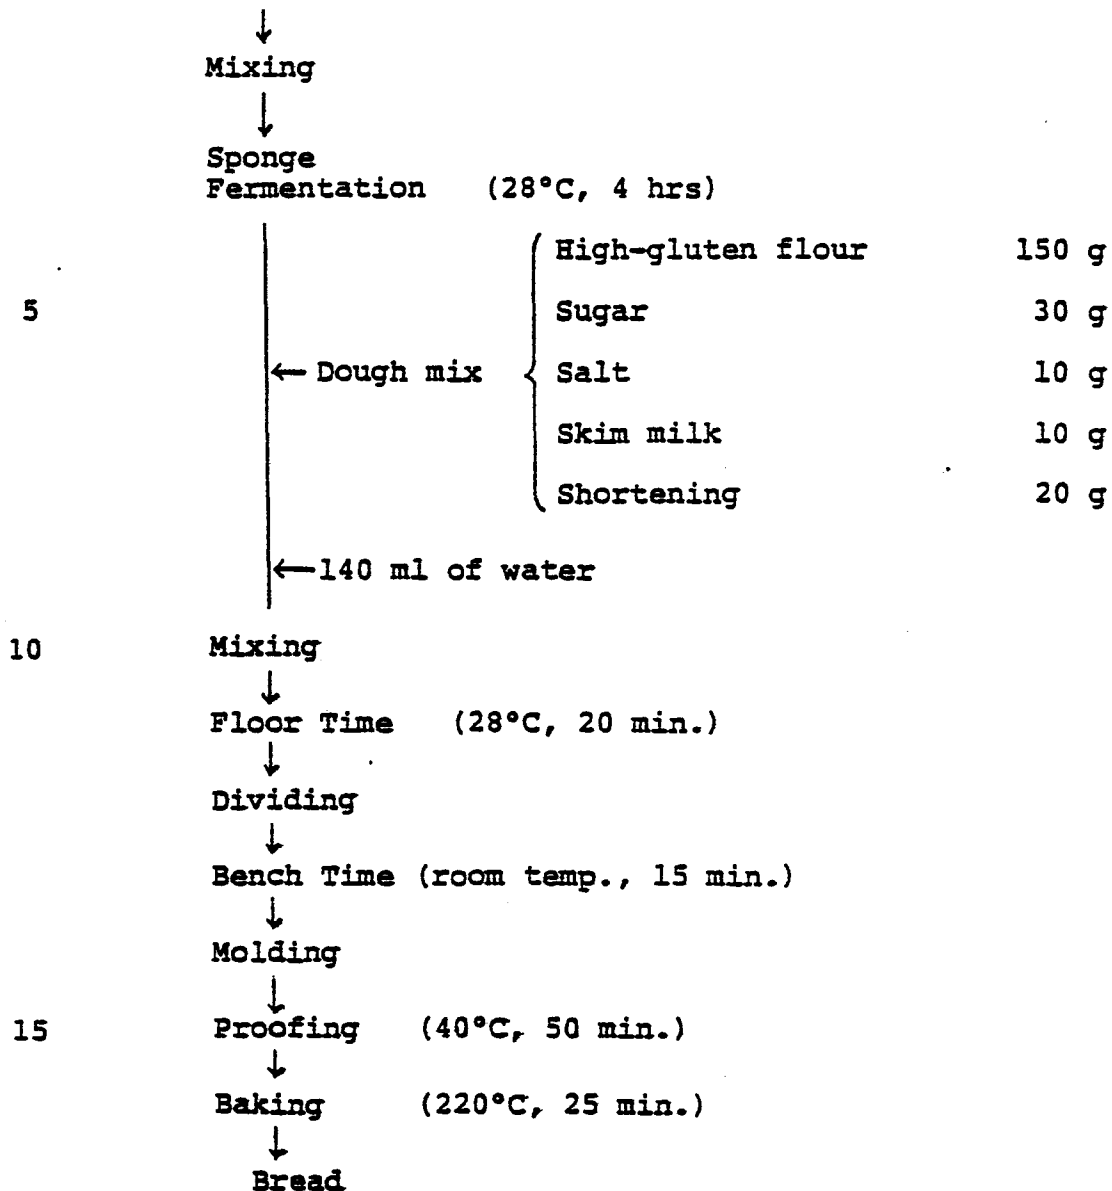 Mixing
Sponge
Fermentation (28°C, 4 hrs)
High-gluten flour 150 g
5 Sugar 30 g
← Dough mix Salt 10 g
Skim milk 10 g
Shortening 20 g
←140 ml of water
10 Mixing
Floor Time (28°C, 20 min.)
Dividing
Bench Time (room temp., 15 min.)
Molding
15 Proofing (40°C, 50 min.)
Baking (220°C, 25 min.)
Bread